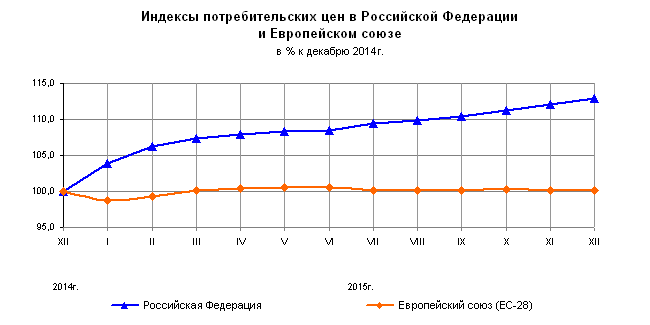 Индексы потребительских цен в Российской Федерации
и Европейском союзе
в % к декабрю 2014г.
115,0
110,0
105,0
100,0
95,0
XII I II III IV V VI VII VIII IX X XI XII
2014г. 2015г.
Российская Федерация Европейский союз (ЕС-28)